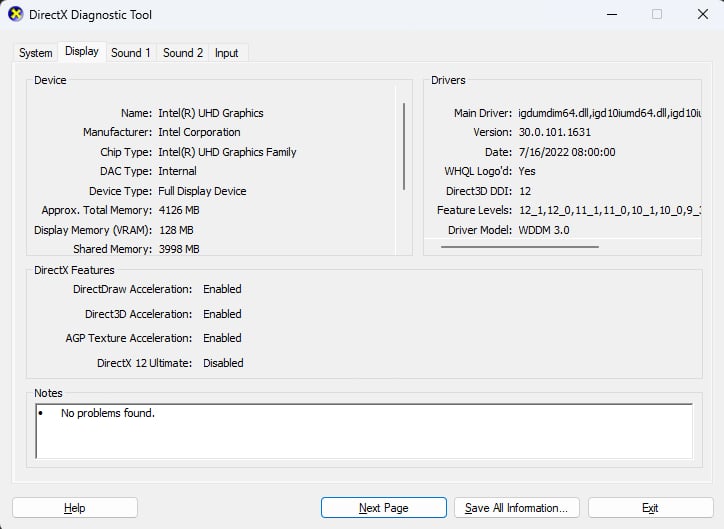 DirectX Diagnostic Tool
System Display Sound 1 Sound 2 Input
Device
Name: Intel(R) UHD Graphics
Manufacturer: Intel Corporation
Chip Type: Intel(R) UHD Graphics Family
DAC Type: Internal
Device Type: Full Display Device
Approx. Total Memory: 4126 MB
Display Memory (VRAM): 128 MB
Shared Memory: 3998 MB
Drivers
Main Driver: igdumdim64.dll,igd10iumd64.dll,igd10iu
Version: 30.0.101.1631
Date: 7/16/2022 08:00:00
WHQL Logo'd: Yes
Direct3D DDI: 12
Feature Levels: 12_1,12_0,11_1,11_0,10_1,10_0,9_3
Driver Model: WDDM 3.0
DirectX Features
DirectDraw Acceleration: Enabled
Direct3D Acceleration: Enabled
AGP Texture Acceleration: Enabled
DirectX 12 Ultimate: Disabled
Notes
• No problems found.
Help Next Page Save All Information... Exit